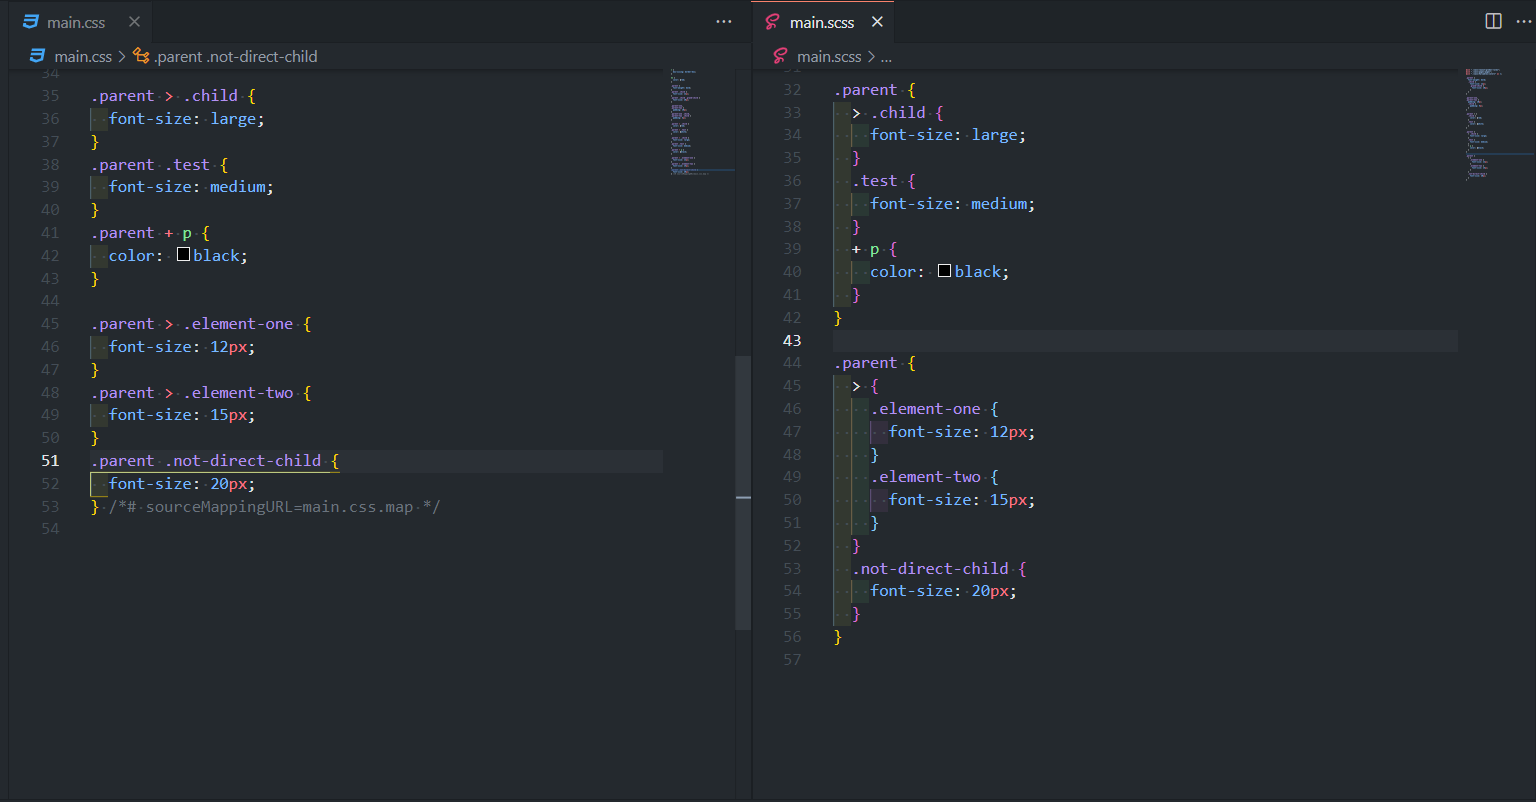 main.css
main.css .parent .not-direct-child
34
35 .parent > .child {
36 font-size: large;
37 }
38 .parent .test {
39 font-size: medium;
40 }
41 .parent + p {
42 color: black;
43 }
44
45 .parent > .element-one {
46 font-size: 12px;
47 }
48 .parent > .element-two {
49 font-size: 15px;
50 }
51 .parent .not-direct-child {
52 font-size: 20px;
53 } /*# sourceMappingURL=main.css.map */
54
main.scss
main.scss > ...
32 .parent {
33 > .child {
34 font-size: large;
35 }
36 .test {
37 font-size: medium;
38 }
39 + p {
40 color: black;
41 }
42 }
43
44 .parent {
45 > {
46 .element-one {
47 font-size: 12px;
48 }
49 .element-two {
50 font-size: 15px;
51 }
52 }
53 .not-direct-child {
54 font-size: 20px;
55 }
56 }
57